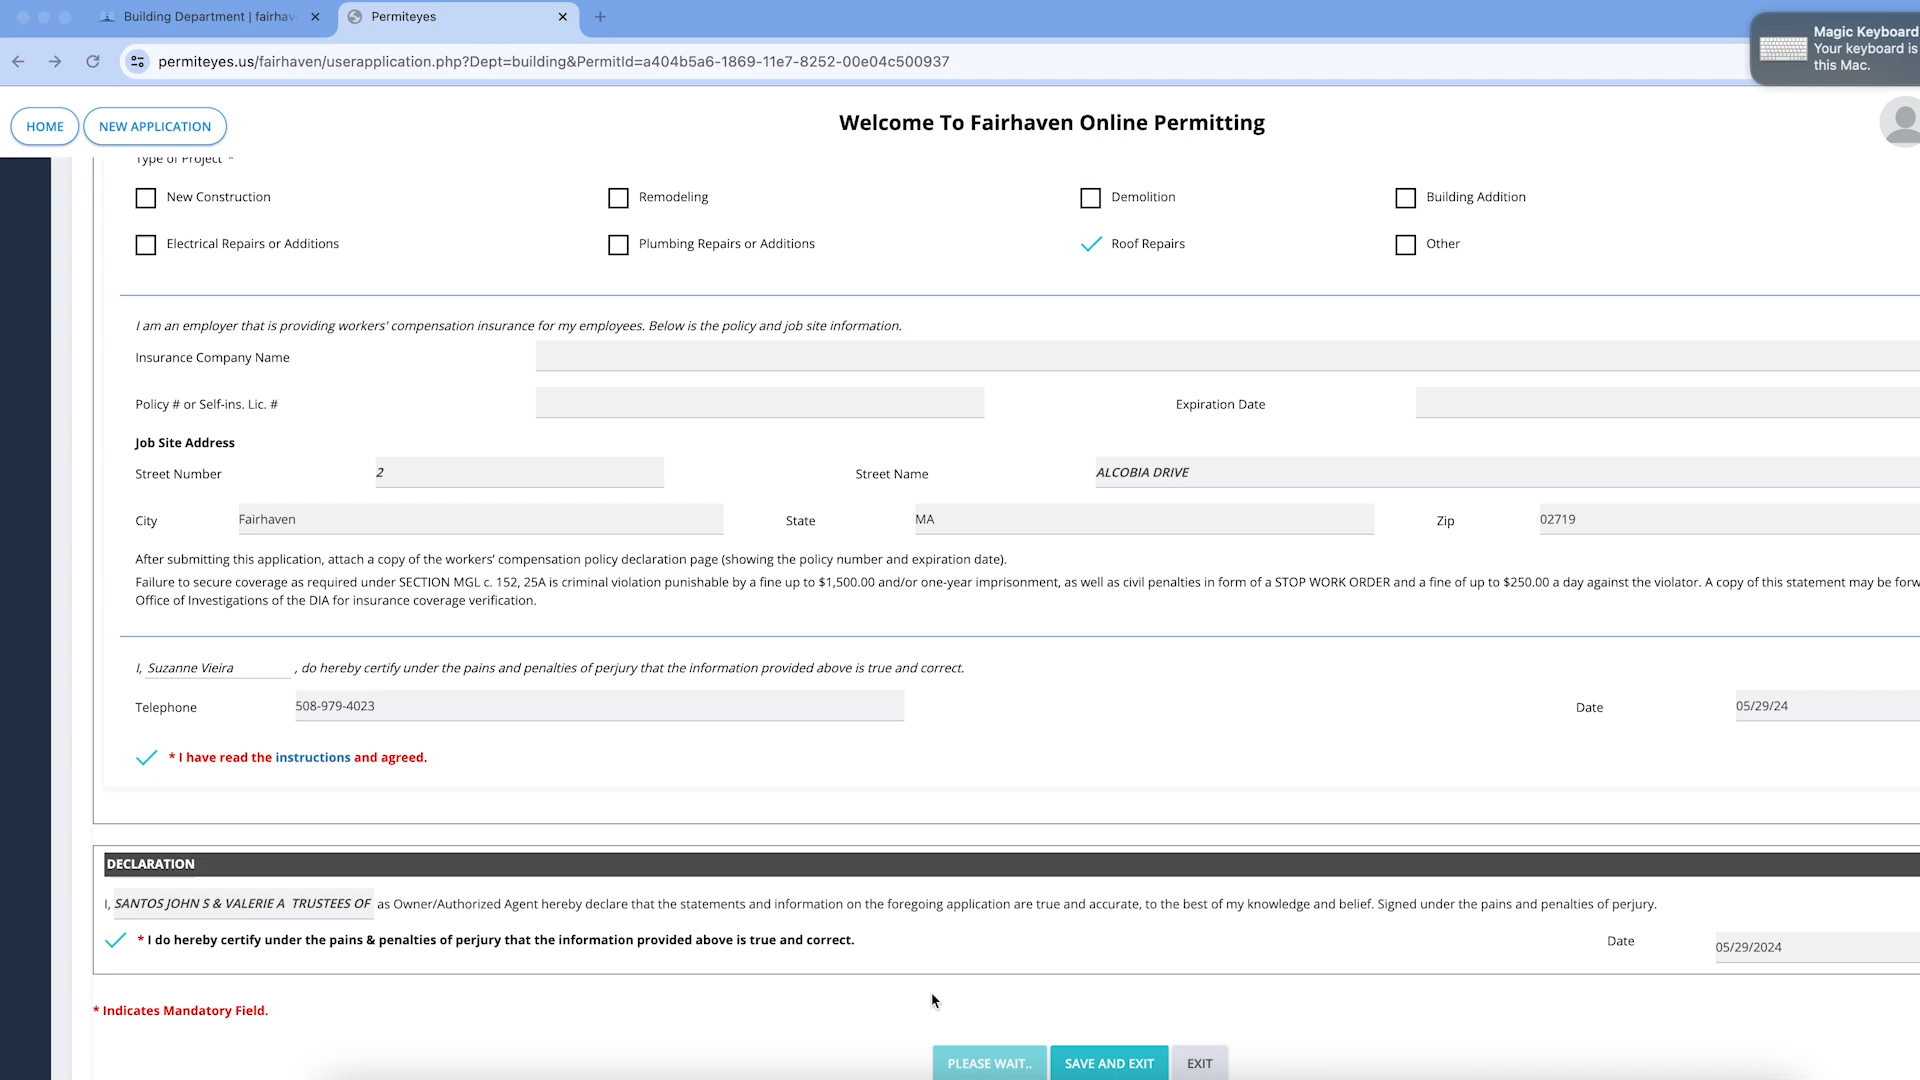 Building Department | fairhav
Permiteyes
permiteyes.us/fairhaven/userapplication.php?Dept=building&PermitId=a404b5a6-1869-11e7-8252-00e04c500937
Magic Keyboard
Your keyboard is
this Mac.
HOME
NEW APPLICATION
Welcome To Fairhaven Online Permitting
Type of Project *
New Construction
Remodeling
Demolition
Building Addition
Electrical Repairs or Additions
Plumbing Repairs or Additions
Roof Repairs
Other
I am an employer that is providing workers' compensation insurance for my employees. Below is the policy and job site information.
Insurance Company Name
Policy # or Self-ins. Lic. #
Expiration Date
Job Site Address
Street Number
2
Street Name
ALCOBIA DRIVE
City
Fairhaven
State
MA
Zip
02719
After submitting this application, attach a copy of the workers’ compensation policy declaration page (showing the policy number and expiration date).
Failure to secure coverage as required under SECTION MGL c. 152, 25A is criminal violation punishable by a fine up to $1,500.00 and/or one-year imprisonment, as well as civil penalties in form of a STOP WORK ORDER and a fine of up to $250.00 a day against the violator. A copy of this statement may be forw
Office of Investigations of the DIA for insurance coverage verification.
I, Suzanne Vieira , do hereby certify under the pains and penalties of perjury that the information provided above is true and correct.
Telephone
508-979-4023
Date
05/29/24
* I have read the instructions and agreed.
DECLARATION
I, SANTOS JOHN S & VALERIE A TRUSTEES OF as Owner/Authorized Agent hereby declare that the statements and information on the foregoing application are true and accurate, to the best of my knowledge and belief. Signed under the pains and penalties of perjury.
* I do hereby certify under the pains & penalties of perjury that the information provided above is true and correct.
Date
05/29/2024
* Indicates Mandatory Field.
PLEASE WAIT..
SAVE AND EXIT
EXIT